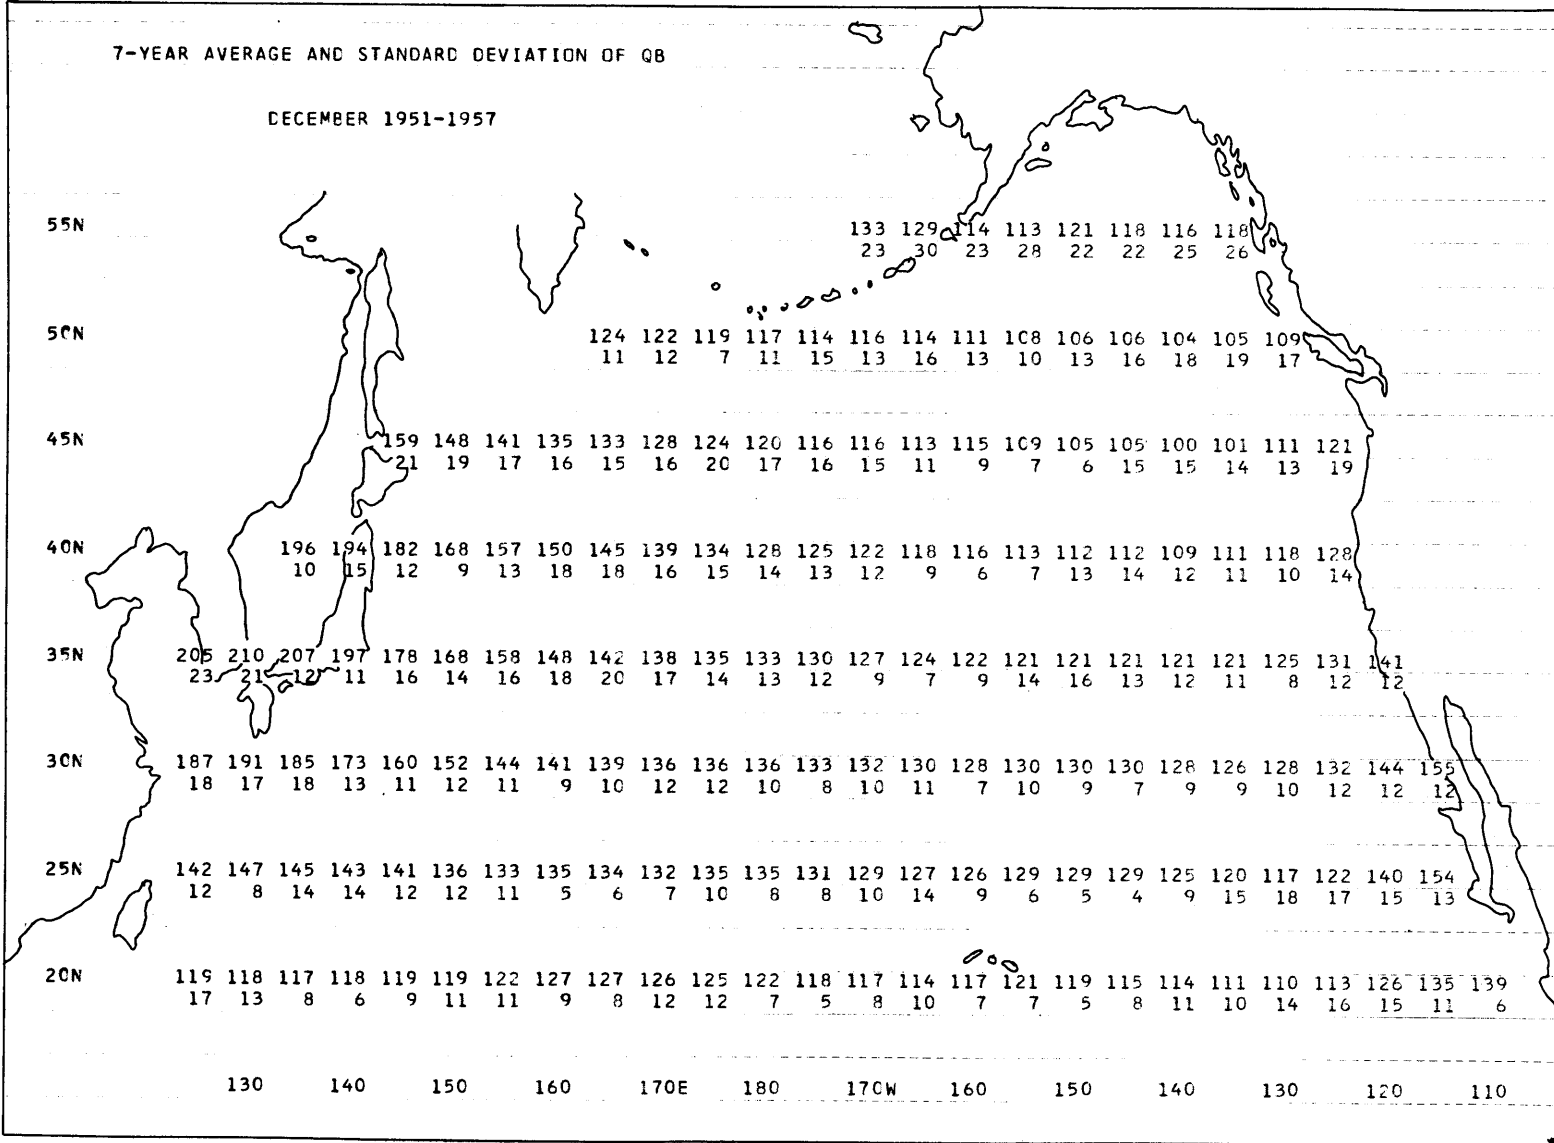 7-YEAR AVERAGE AND STANDARD DEVIATION OF QB
DECEMBER 1951-1957
55N 133 129 114 113 121 118 116 118
23 30 23 28 22 22 25 26
50N 124 122 119 117 114 116 114 111 108 106 106 104 105 109
11 12 7 11 15 13 16 13 10 13 16 18 19 17
45N 159 148 141 135 133 128 124 120 116 116 113 115 109 105 105 100 101 111 121
21 19 17 16 15 16 20 17 16 15 11 9 7 6 15 15 14 13 19
40N 196 194 182 168 157 150 145 139 134 128 125 122 118 116 113 112 112 109 111 118 128
10 15 12 9 13 18 18 16 15 14 13 12 9 6 7 13 14 12 11 10 14
35N 205 210 207 197 178 168 158 148 142 138 135 133 130 127 124 122 121 121 121 121 121 125 131 141
23 21 12 11 16 14 16 18 20 17 14 13 12 9 7 9 14 16 13 12 11 8 12 12
30N 187 191 185 173 160 152 144 141 139 136 136 136 133 132 130 128 130 130 130 128 126 128 132 144 155
18 17 18 13 11 12 11 9 10 12 12 10 8 10 11 7 10 9 7 9 9 10 12 12 12
25N 142 147 145 143 141 136 133 135 134 132 135 135 131 129 127 126 129 129 129 125 120 117 122 140 154
12 8 14 14 12 12 11 5 6 7 10 8 8 10 14 9 6 5 4 9 15 18 17 15 13
20N 119 118 117 118 119 119 122 127 127 126 125 122 118 117 114 117 121 119 115 114 111 110 113 126 135 139
17 13 8 6 9 11 11 9 8 12 12 7 5 8 10 7 7 5 8 11 10 14 16 15 11 6
130 140 150 160 170E 180 170W 160 150 140 130 120 110